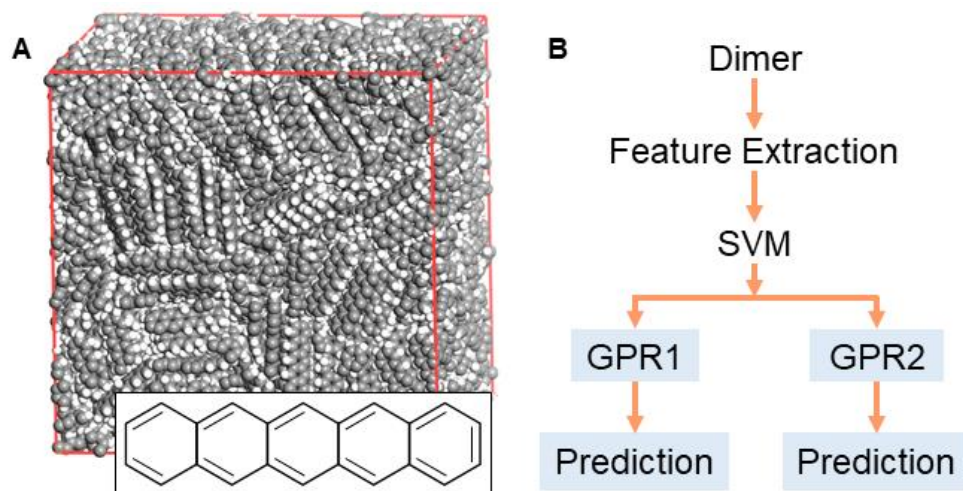 A
B
Dimer
Feature Extraction
SVM
GPR1
GPR2
Prediction
Prediction